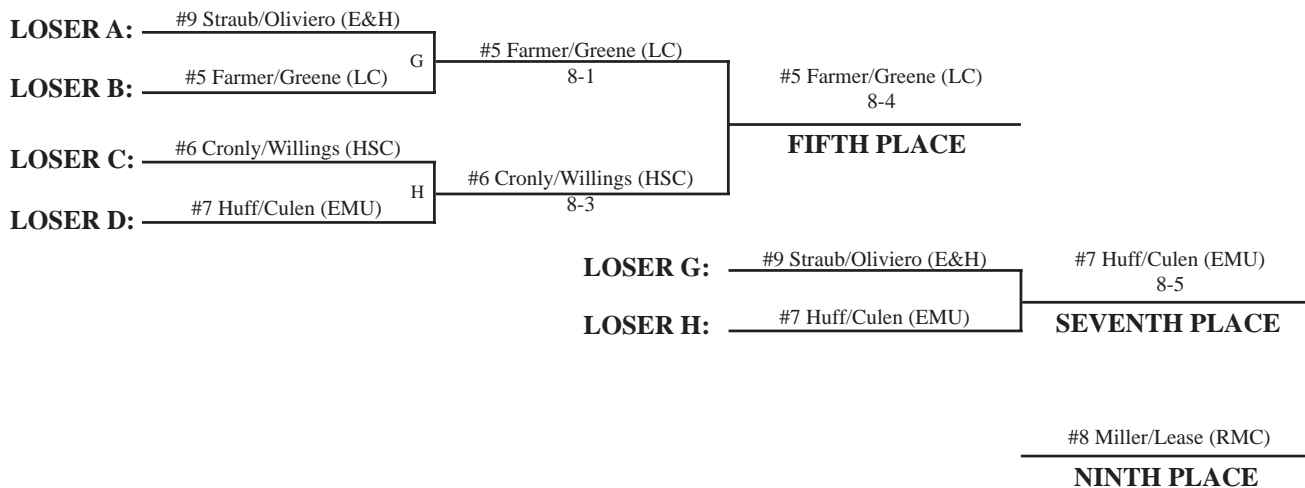 LOSER A: #9 Straub/Oliviero (E&H)
G
LOSER B: #5 Farmer/Greene (LC)
#5 Farmer/Greene (LC)
8-1
LOSER C: #6 Cronly/Willings (HSC)
H
LOSER D: #7 Huff/Culen (EMU)
#6 Cronly/Willings (HSC)
8-3
#5 Farmer/Greene (LC)
8-4
FIFTH PLACE
LOSER G: #9 Straub/Oliviero (E&H)
LOSER H: #7 Huff/Culen (EMU)
#7 Huff/Culen (EMU)
8-5
SEVENTH PLACE
#8 Miller/Lease (RMC)
NINTH PLACE